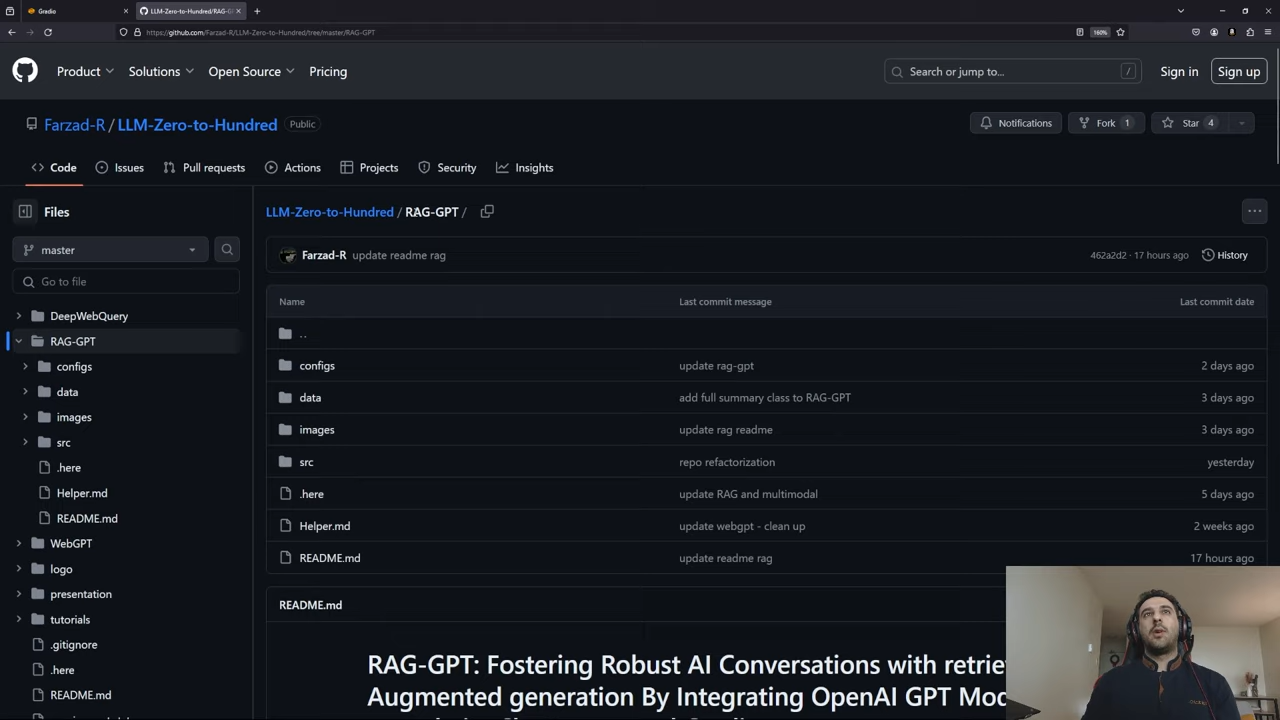 Gradio
LLM-Zero-to-Hundred/RAG-G
https://github.com/Farzad-R/LLM-Zero-to-Hundred/tree/master/RAG-GPT
160%
Product
Solutions
Open Source
Pricing
Search or jump to...
/
Sign in
Sign up
Farzad-R / LLM-Zero-to-Hundred
Public
Notifications
Fork 1
Star 4
Code
Issues
Pull requests
Actions
Projects
Security
Insights
Files
master
Go to file
DeepWebQuery
RAG-GPT
configs
data
images
src
.here
Helper.md
README.md
WebGPT
logo
presentation
tutorials
.gitignore
.here
README.md
LLM-Zero-to-Hundred / RAG-GPT /
Farzad-R update readme rag
462a2d2 · 17 hours ago
History
Name Last commit message Last commit date
..
configs update rag-gpt 2 days ago
data add full summary class to RAG-GPT 3 days ago
images update rag readme 3 days ago
src repo refactorization yesterday
.here update RAG and multimodal 5 days ago
Helper.md update webgpt - clean up 2 weeks ago
README.md update readme rag 17 hours ago
README.md
RAG-GPT: Fostering Robust AI Conversations with retrie
Augmented generation By Integrating OpenAI GPT Mod